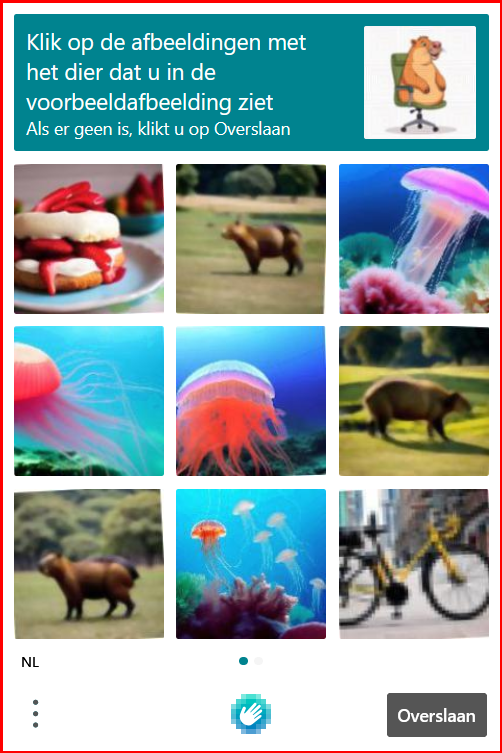 Klik op de afbeeldingen met
het dier dat u in de
voorbeeldafbeelding ziet
Als er geen is, klikt u op Overslaan
NL
Overslaan